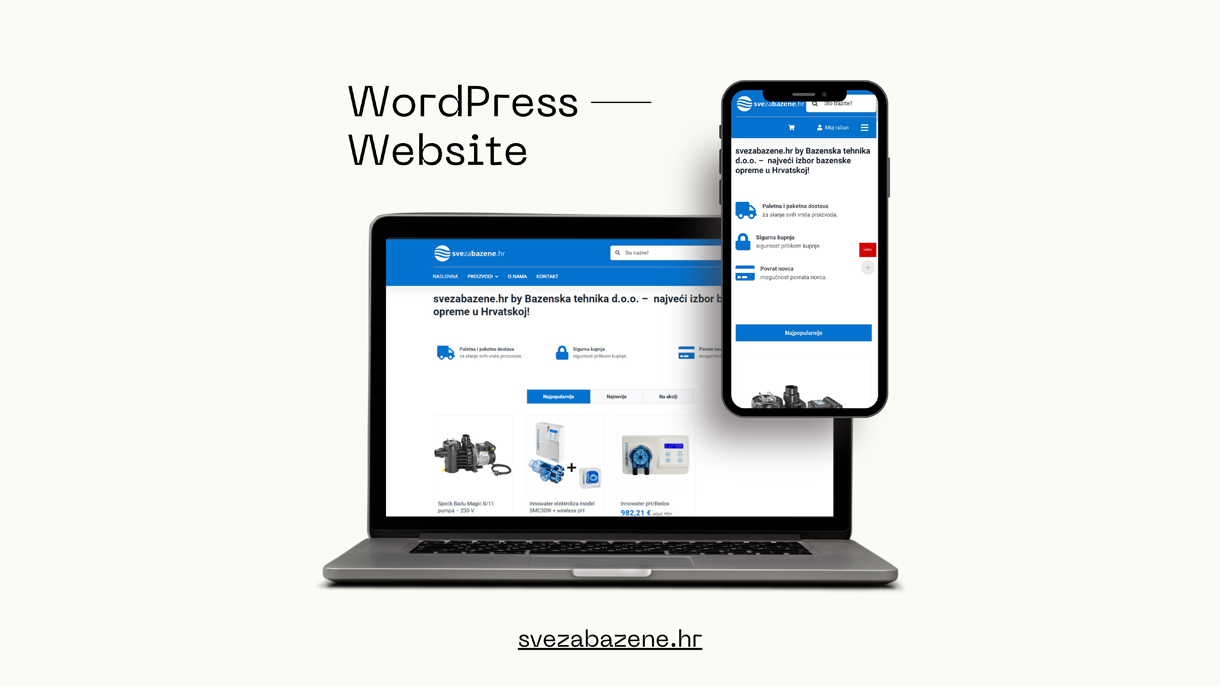 WordPress
Website
svezabazene.hr
Što tražite?
NASLOVNA PROIZVODI O NAMA KONTAKT
svezabazene.hr by Bazenska tehnika d.o.o. – najveći izbor b
opreme u Hrvatskoj!
Paletna i paketna dostava
za slanje svih vrsta proizvoda.
Sigurna kupnja
sigurnost prilikom kupnje.
Povrat nov
mogućnos
Najpopularnije Najnovije Na akciji
Speck Badu Magic II/11
pumpa – 230 V
Innowater elektroliza model
SMC30W + wireless pH
Innowater pH/Redox
982,21 €
svezabazene.hr
Što tražite?
Moj račun
svezabazene.hr by Bazenska tehnika
d.o.o. – najveći izbor bazenske
opreme u Hrvatskoj!
Paletna i paketna dostava
za slanje svih vrsta proizvoda.
Sigurna kupnja
sigurnost prilikom kupnje.
Povrat novca
mogućnost povrata novca.
Najpopularnije
svezabazene.hr